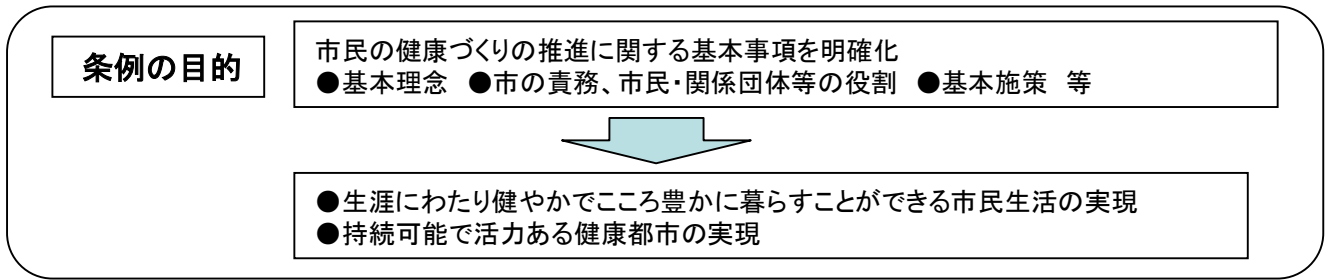 条例の目的
市民の健康づくりの推進に関する基本事項を明確化
●基本理念　●市の責務、市民・関係団体等の役割　●基本施策　等
●生涯にわたり健やかでこころ豊かに暮らすことができる市民生活の実現
●持続可能で活力ある健康都市の実現